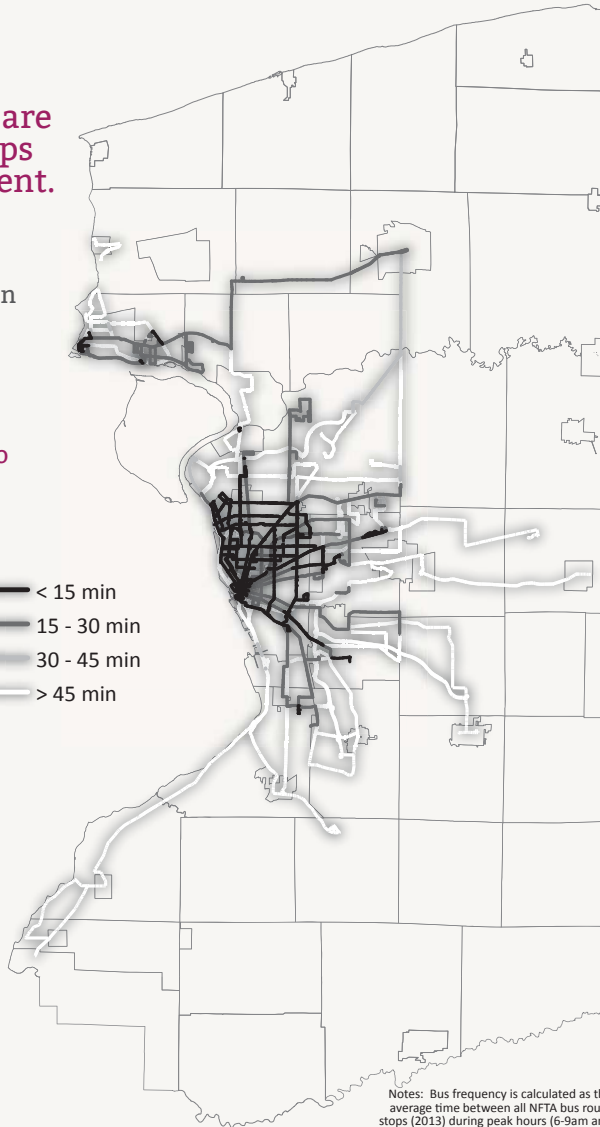 are
ps
ent.
n
o
< 15 min
15 - 30 min
30 - 45 min
> 45 min
Notes: Bus frequency is calculated as th
average time between all NFTA bus rou
stops (2013) during peak hours (6-9am an